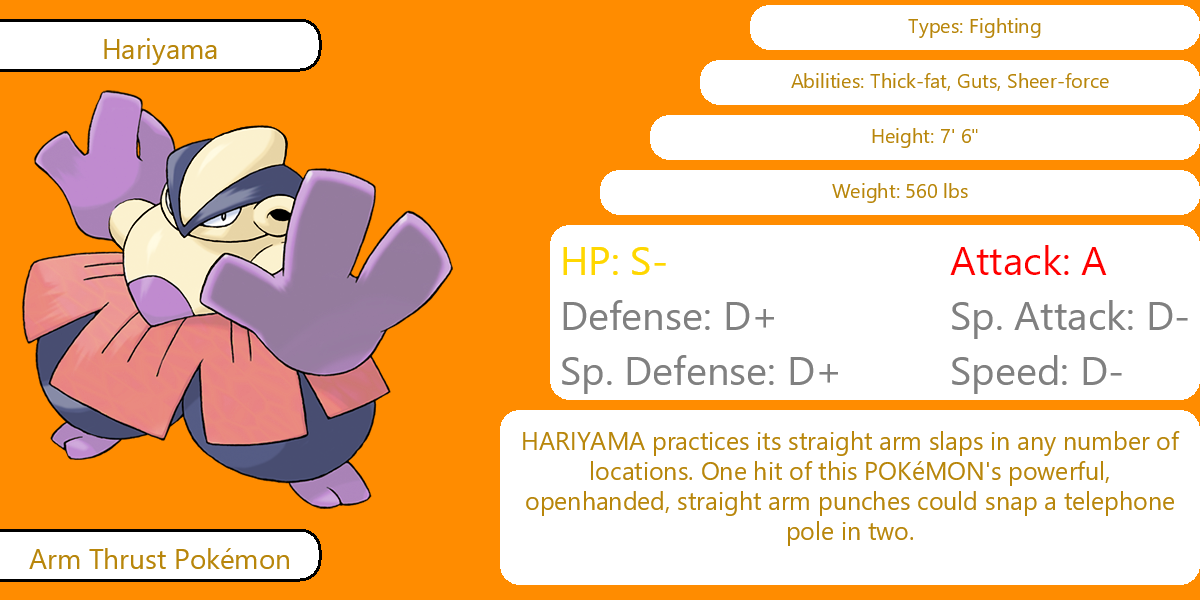 Hariyama
Types: Fighting
Abilities: Thick-fat, Guts, Sheer-force
Height: 7' 6"
Weight: 560 lbs
HP: S-
Attack: A
Defense: D+
Sp. Attack: D-
Sp. Defense: D+
Speed: D-
HARIYAMA practices its straight arm slaps in any number of
locations. One hit of this POKéMON's powerful,
openhanded, straight arm punches could snap a telephone
pole in two.
Arm Thrust Pokémon